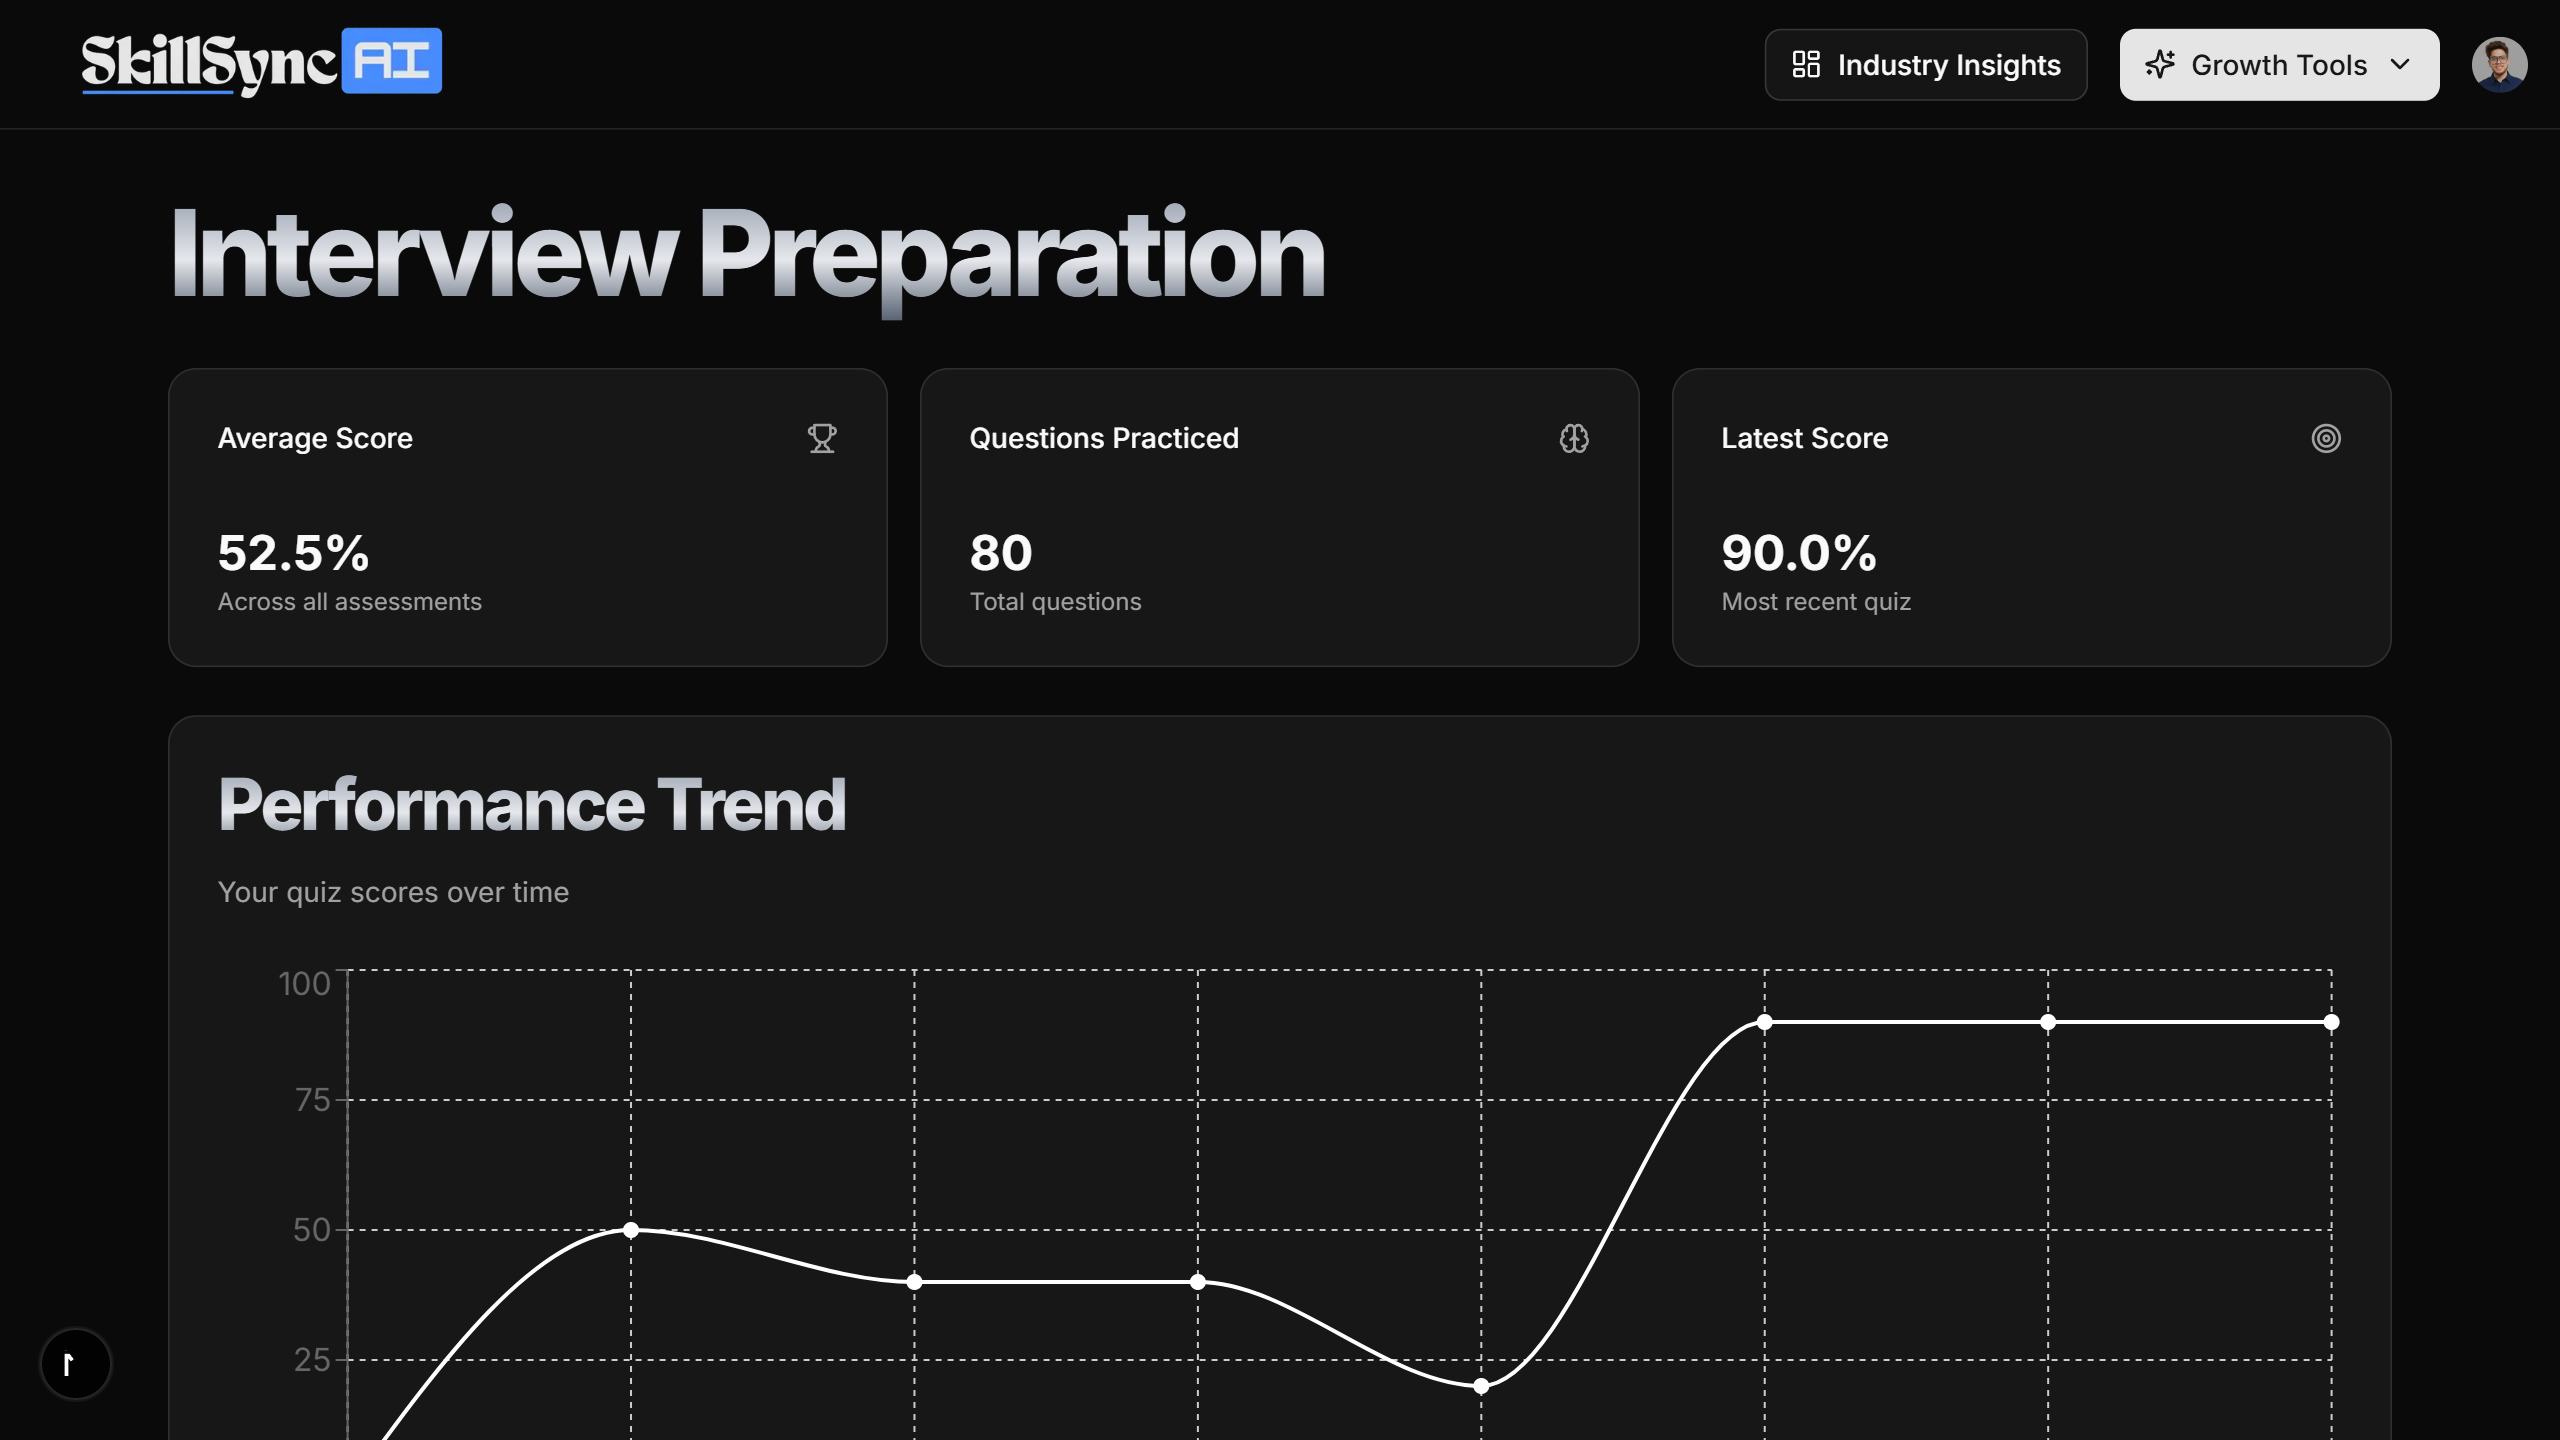 SkillSync AI
Industry Insights
Growth Tools
Interview Preparation
Average Score
52.5%
Across all assessments
Questions Practiced
80
Total questions
Latest Score
90.0%
Most recent quiz
Performance Trend
Your quiz scores over time
100
75
50
25